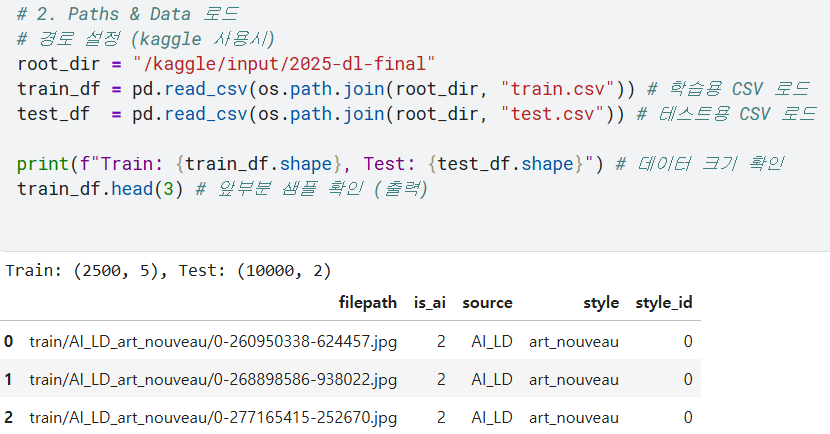 # 2. Paths & Data 로드
# 경로 설정 (kaggle 사용시)
root_dir = "/kaggle/input/2025-dl-final"
train_df = pd.read_csv(os.path.join(root_dir, "train.csv")) # 학습용 CSV 로드
test_df  = pd.read_csv(os.path.join(root_dir, "test.csv")) # 테스트용 CSV 로드
print(f"Train: {train_df.shape}, Test: {test_df.shape}") # 데이터 크기 확인
train_df.head(3) # 앞부분 샘플 확인 (출력)
Train: (2500, 5), Test: (10000, 2)
filepath is_ai source style style_id
0 train/AI_LD_art_nouveau/0-260950338-624457.jpg 2 AI_LD art_nouveau 0
1 train/AI_LD_art_nouveau/0-268898586-938022.jpg 2 AI_LD art_nouveau 0
2 train/AI_LD_art_nouveau/0-277165415-252670.jpg 2 AI_LD art_nouveau 0